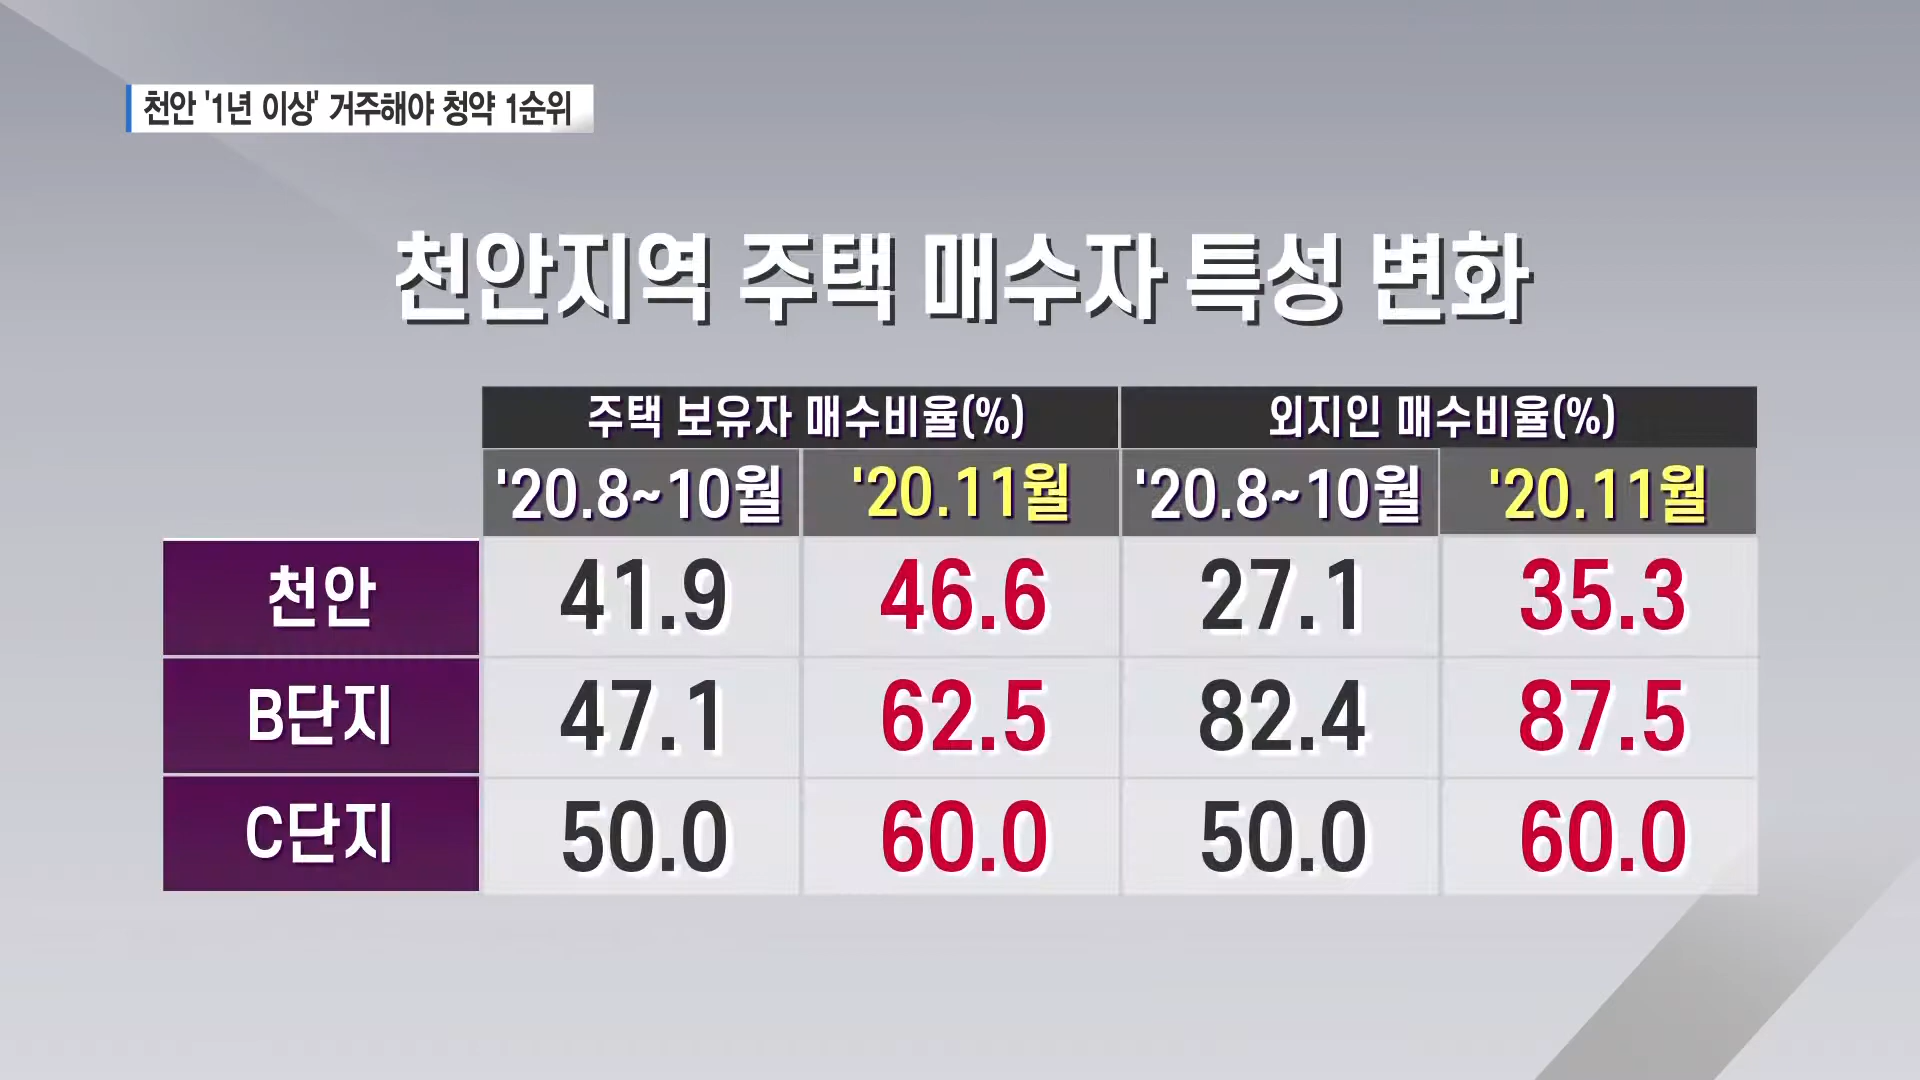 천안 '1년 이상' 거주해야 청약 1순위
천안지역 주택 매수자 특성 변화
주택 보유자 매수비율(%) 외지인 매수비율(%)
'20.8~10월 '20.11월 '20.8~10월 '20.11월
천안 41.9 46.6 27.1 35.3
B단지 47.1 62.5 82.4 87.5
C단지 50.0 60.0 50.0 60.0